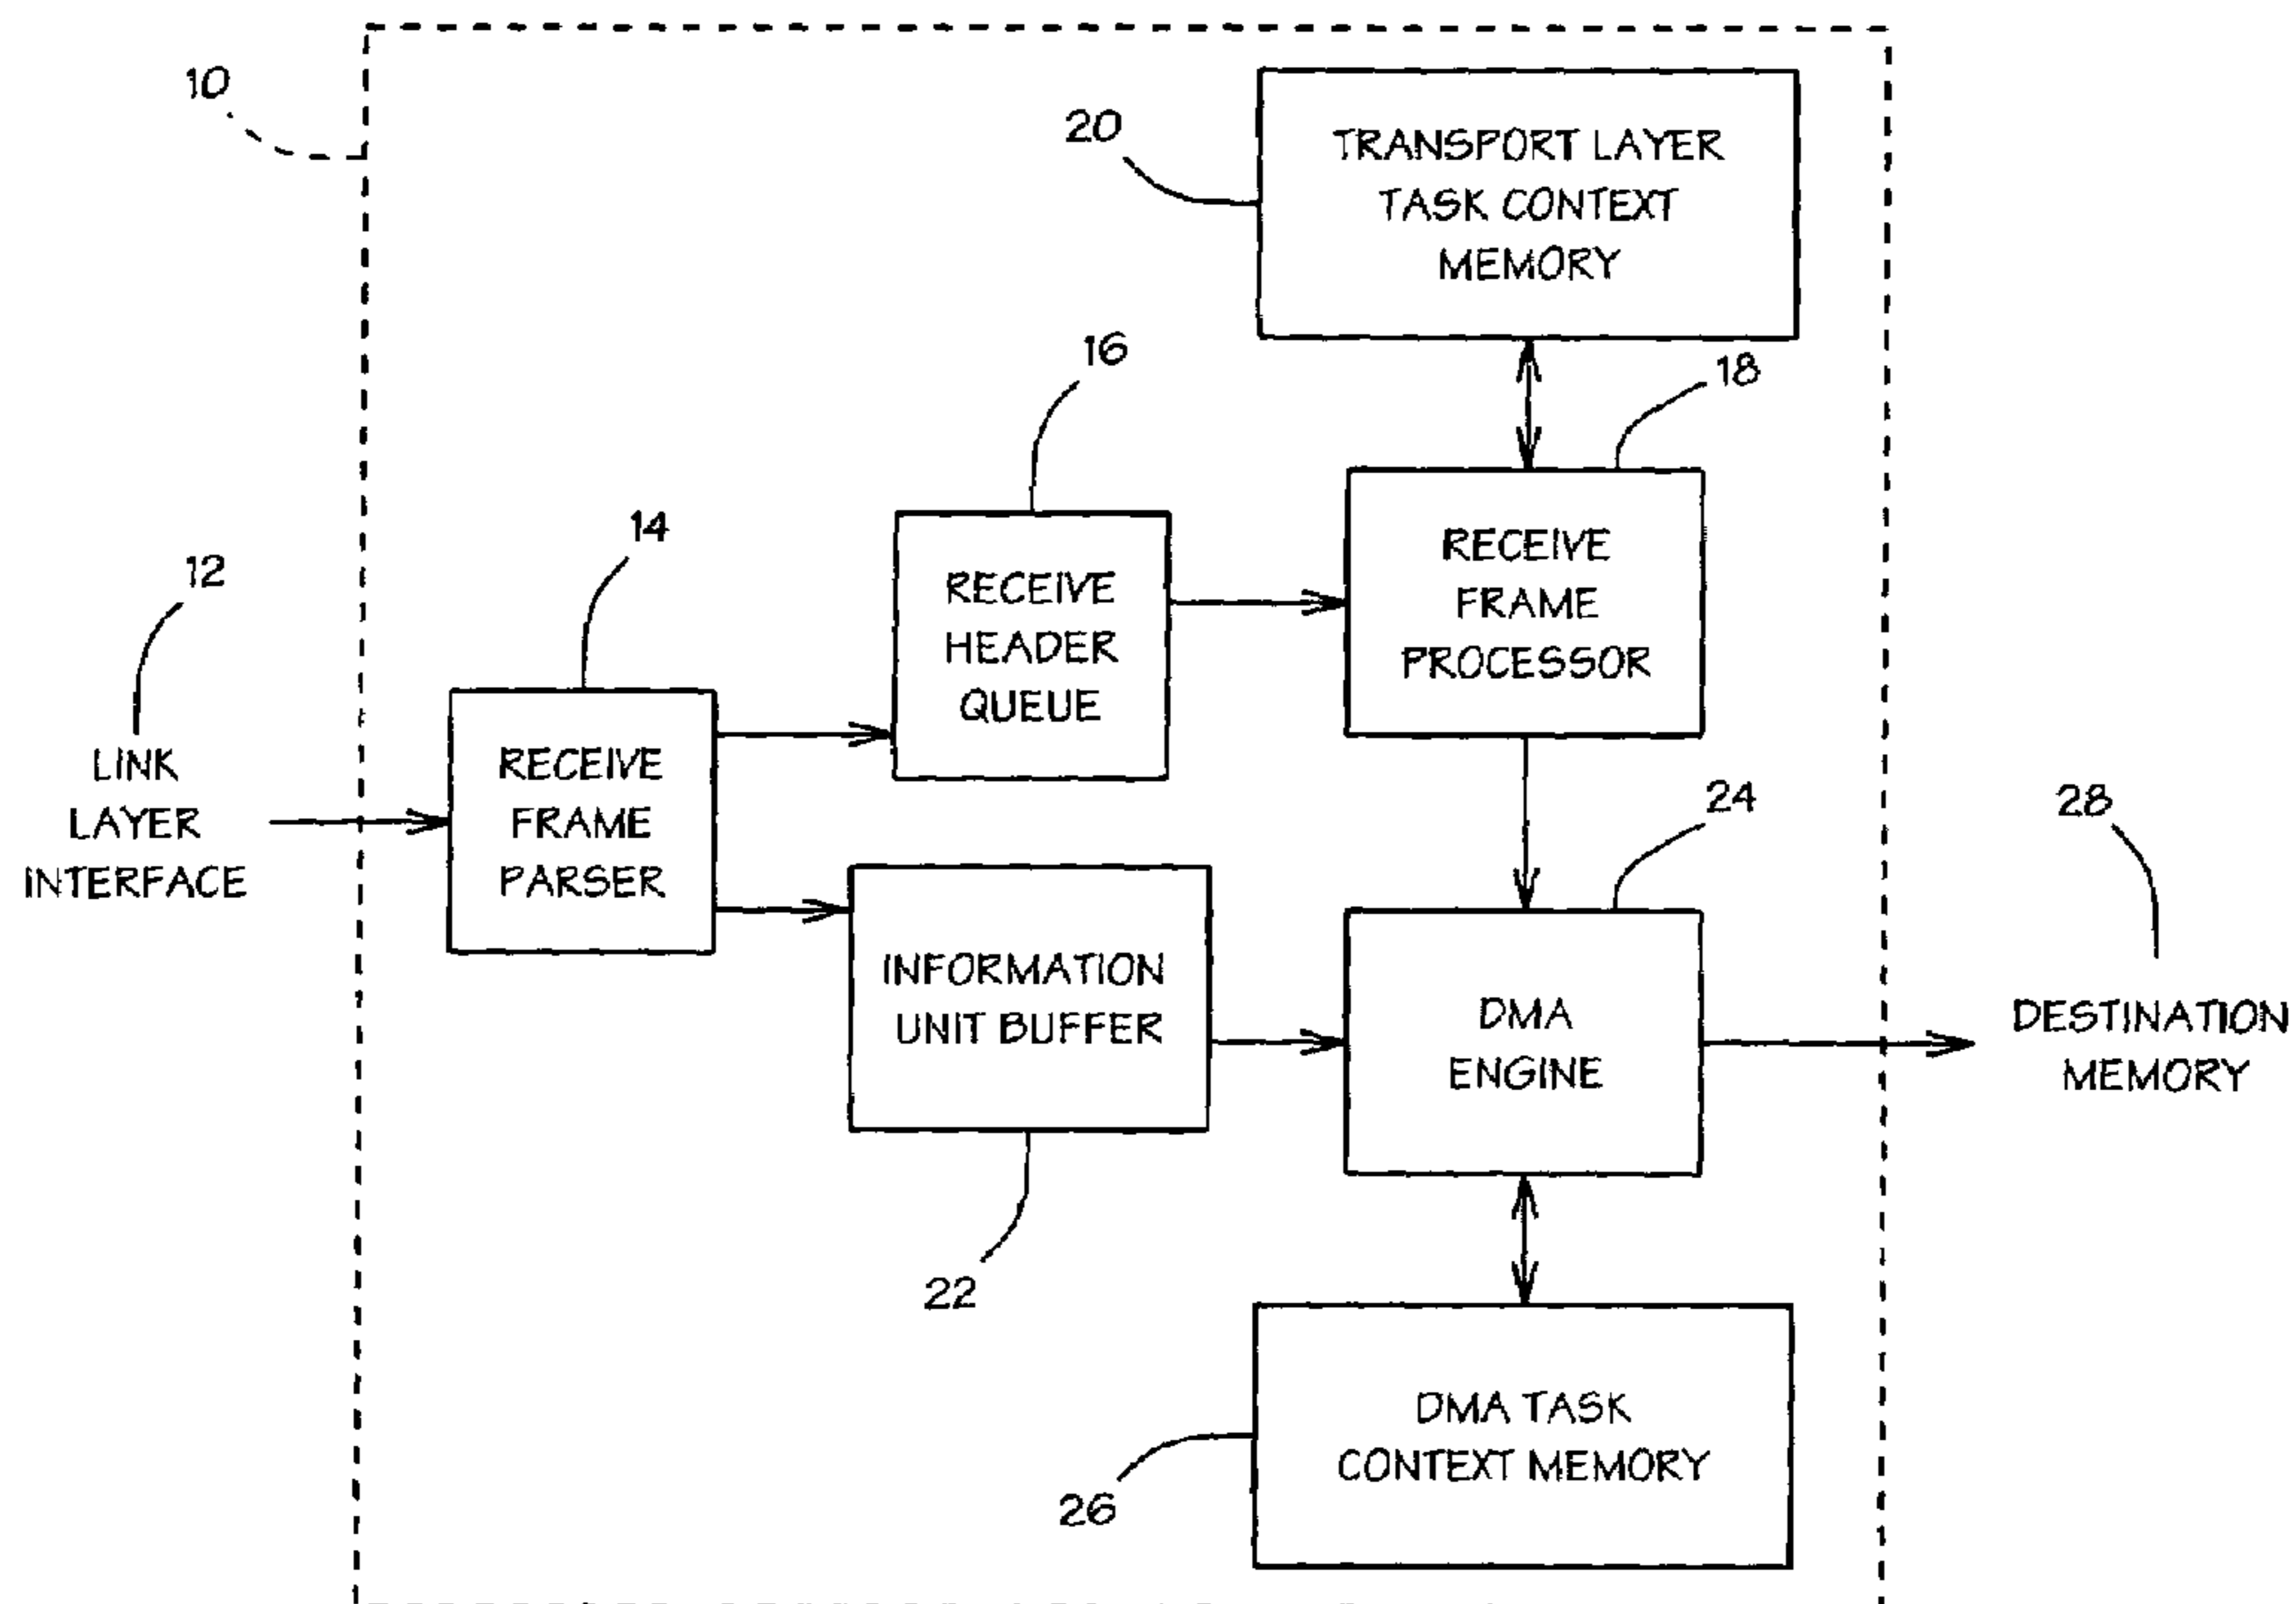 10
20
TRANSPORT LAYER
TASK CONTEXT
MEMORY
16
18
RECEIVE
FRAME
PROCESSOR
14
RECEIVE
HEADER
QUEUE
12
LINK
LAYER
INTERFACE
RECEIVE
FRAME
PARSER
24
28
INFORMATION
UNIT BUFFER
DMA
ENGINE
DESTINATION
MEMORY
22
DMA TASK
CONTEXT MEMORY
26